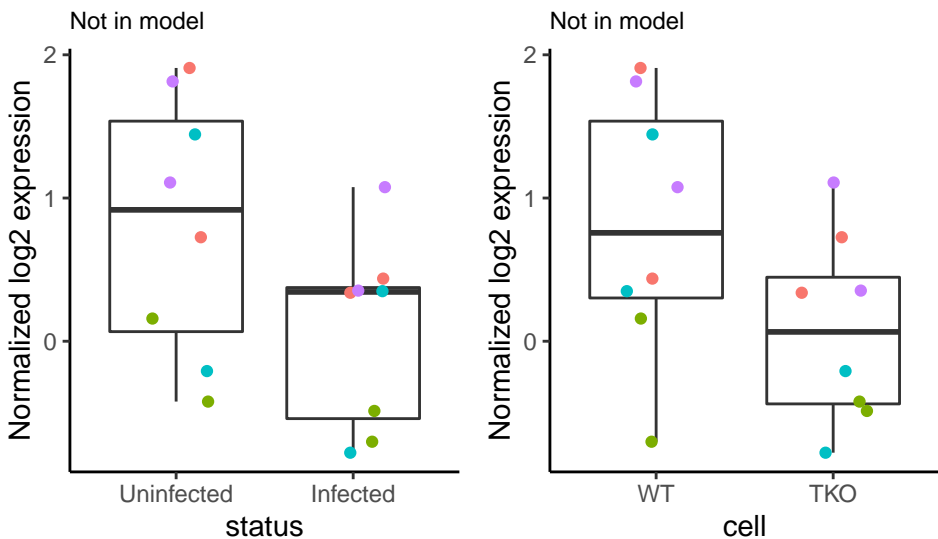 Not in model
Normalized log2 expression
2
1
0
Uninfected
Infected
status
Not in model
Normalized log2 expression
2
1
0
WT
TKO
cell